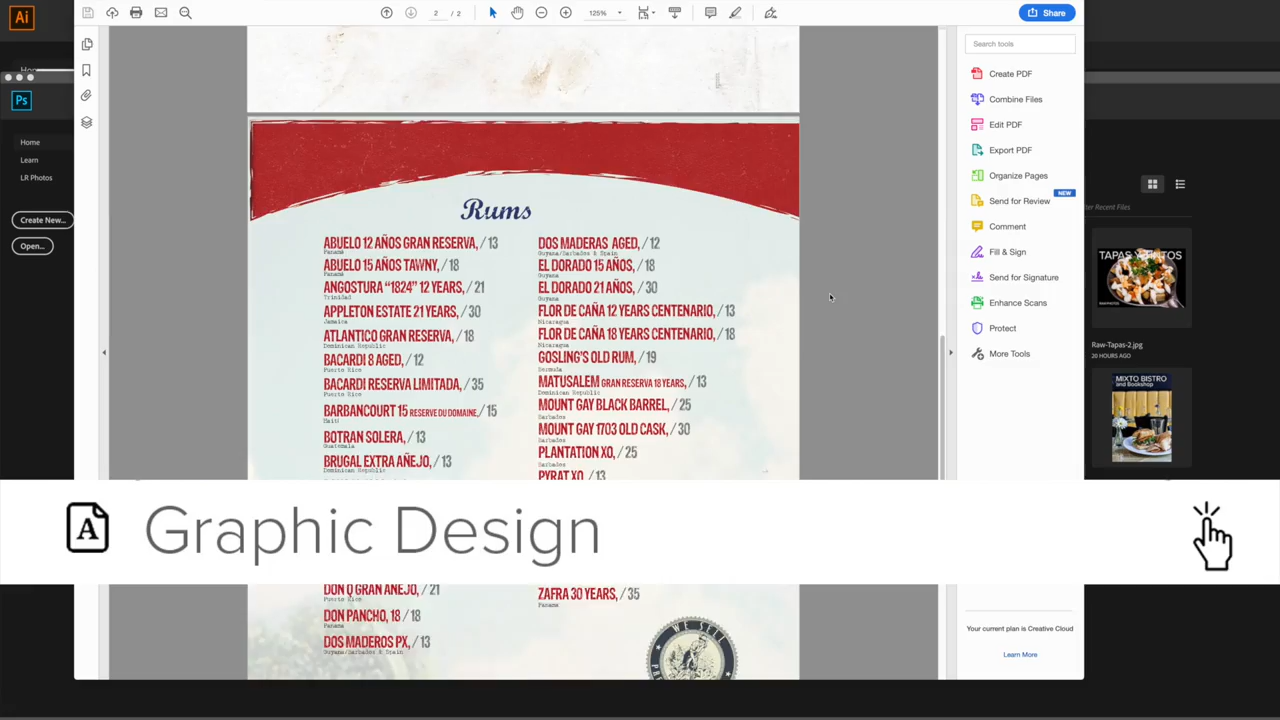 Ai
2 / 2
125%
Share
Ps
Home
Learn
LR Photos
Create New...
Open...
Search tools
Create PDF
Combine Files
Edit PDF
Export PDF
Organize Pages
NEW
Send for Review
Comment
Fill & Sign
Send for Signature
Enhance Scans
Protect
More Tools
Your current plan is Creative Cloud
Learn More
Recent Files
TAPAS Y FRITOS
Raw-Tapas-2.jpg
20 HOURS AGO
MIXTO BISTRO
and Bookshop
Rums
ABUELO 12 AÑOS GRAN RESERVA, / 13
Panamá
ABUELO 15 AÑOS TAWNY, / 18
Panamá
ANGOSTURA “1824” 12 YEARS, / 21
Trinidad
APPLETON ESTATE 21 YEARS, / 30
Jamaica
ATLANTICO GRAN RESERVA, / 18
Dominican Republic
BACARDI 8 AGED, / 12
Puerto Rico
BACARDI RESERVA LIMITADA, / 35
Puerto Rico
BARBANCOURT 15 RESERVE DU DOMAINE, / 15
Haiti
BOTRAN SOLERA, / 13
Guatemala
BRUGAL EXTRA AÑEJO, / 13
Dominican Republic
DON Q GRAN AÑEJO, / 21
Puerto Rico
DON PANCHO, 18 / 18
Panama
DOS MADEROS PX, / 13
Guyana/Barbados & Spain
DOS MADERAS AGED, / 12
Guyana/Barbados & Spain
EL DORADO 15 AÑOS, / 18
Guyana
EL DORADO 21 AÑOS, / 30
Guyana
FLOR DE CAÑA 12 YEARS CENTENARIO, / 13
Nicaragua
FLOR DE CAÑA 18 YEARS CENTENARIO, / 18
Nicaragua
GOSLING'S OLD RUM, / 19
Bermuda
MATUSALEM GRAN RESERVA 18 YEARS, / 13
Dominican Republic
MOUNT GAY BLACK BARREL, / 25
Barbados
MOUNT GAY 1703 OLD CASK, / 30
Barbados
PLANTATION XO, / 25
Barbados
PYRAT XO, / 13
ZAFRA 30 YEARS, / 35
Panama
WE STILL
A Graphic Design